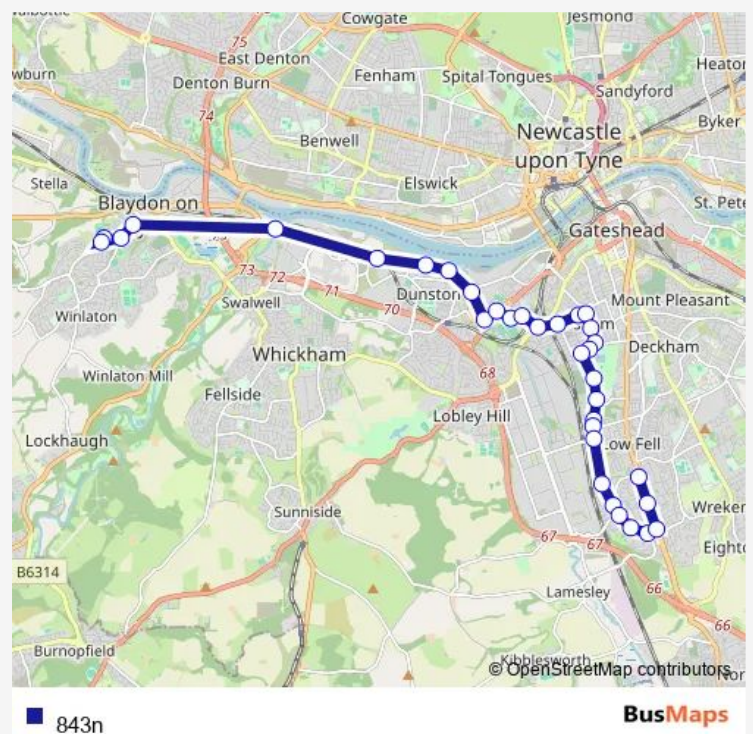 Cowgate
Jesmond
75
East Denton
Denton Burn
Fenham
Spital Tongues
Sandyford
Heaton
74
Newcastle
upon Tyne
Byker
Benwell
Stella
Elswick
Blaydon on
St. Pete
Gateshead
73
72
71
Swalwell
Dunston
70
Mount Pleasant
Winlaton
Whickham
Deckham
68
Winlaton Mill
Fellside
Lobley Hill
Lockhaugh
Low Fell
Sunniside
Wreken
67
67
Eight
B6314
Lamesley
66
66
Burnopfield
Kibblesworth
© OpenStreetMap contributors
843n
BusMaps